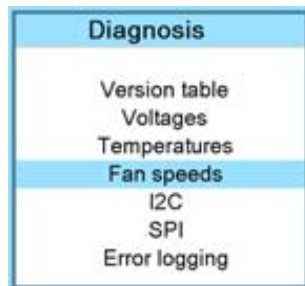 Diagnosis
Version table
Voltages
Temperatures
Fan speeds
I2C
SPI
Error logging